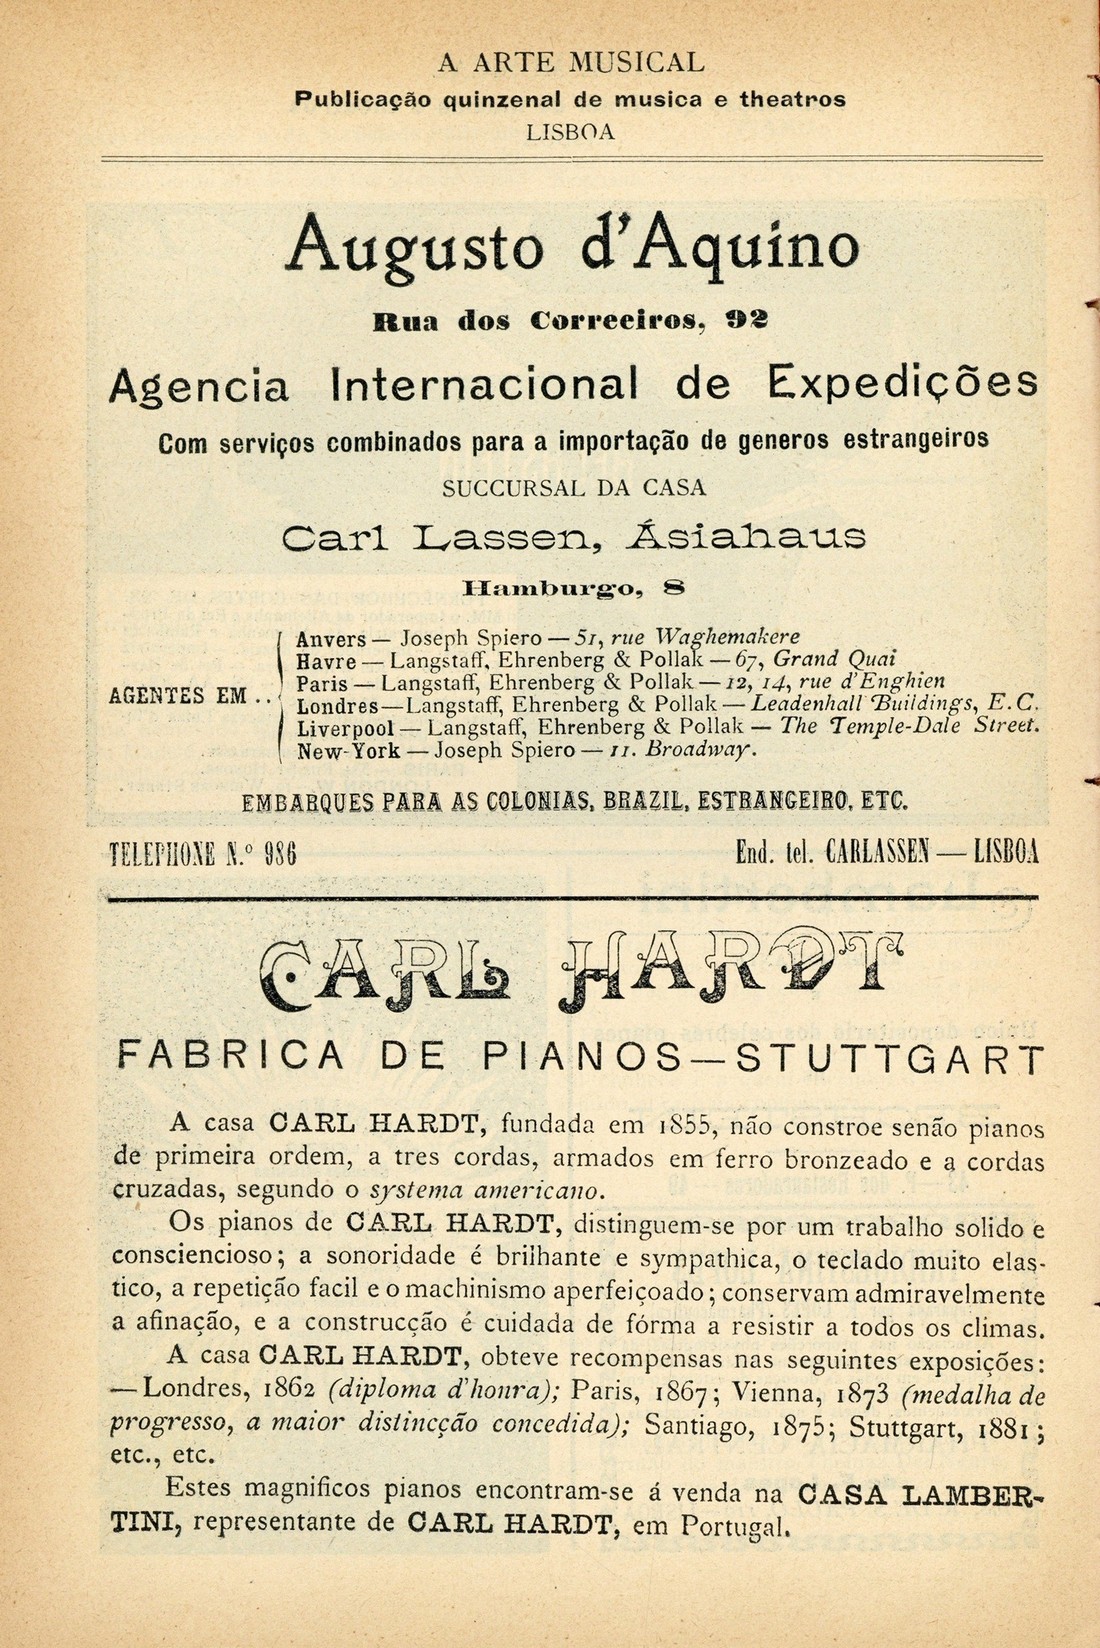 A ARTE MUSICAL
Publicação quinzenal de musica e theatros
LISBOA
Augusto d'Aquino
Rua dos Correeiros, 92
Agencia Internacional de Expedições
Com serviços combinados para a importação de generos estrangeiros
SUCCURSAL DA CASA
Carl Lassen, Ásiahaus
Hamburgo, 8
AGENTES EM ..
Anvers — Joseph Spiero — 51, rue Waghemakere
Havre — Langstaff, Ehrenberg & Pollak — 67, Grand Quai
Paris — Langstaff, Ehrenberg & Pollak — 12, 14, rue d'Enghien
Londres—Langstaff, Ehrenberg & Pollak — Leadenhall Buildings, E. C.
Liverpool — Langstaff, Ehrenberg & Pollak — The Temple-Dale Street.
New-York — Joseph Spiero — 11. Broadway.
EMBARQUES PARA AS COLONIAS, BRAZIL, ESTRANGEIRO, ETC.
TELEPHONE N.º 986 End. tel. CARLASSEN — LISBOA
CARL HARDT
FABRICA DE PIANOS—STUTTGART
A casa CARL HARDT, fundada em 1855, não constroe senão pianos
de primeira ordem, a tres cordas, armados em ferro bronzeado e a cordas
cruzadas, segundo o systema americano.
Os pianos de CARL HARDT, distinguem-se por um trabalho solido e
consciencioso; a sonoridade é brilhante e sympathica, o teclado muito elas-
tico, a repetição facil e o machinismo aperfeiçoado; conservam admiravelmente
a afinação, e a construcção é cuidada de fórma a resistir a todos os climas.
A casa CARL HARDT, obteve recompensas nas seguintes exposições:
— Londres, 1862 (diploma d'honra); Paris, 1867; Vienna, 1873 (medalha de
progresso, a maior distincção concedida); Santiago, 1875; Stuttgart, 1881;
etc., etc.
Estes magnificos pianos encontram-se á venda na CASA LAMBER-
TINI, representante de CARL HARDT, em Portugal.